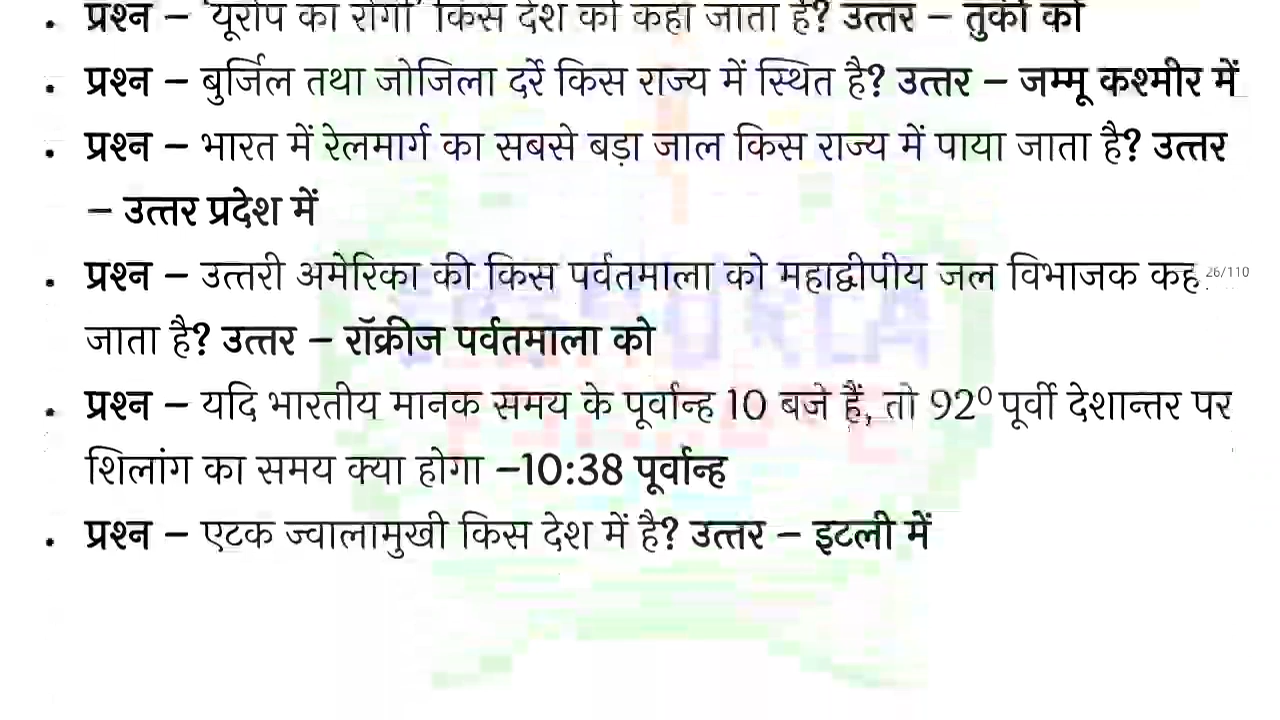 • प्रश्न – 'यूरोप का रोगी' किस देश को कहा जाता है? उत्तर – तुर्की को
• प्रश्न – बुर्जिल तथा जोजिला दर्रे किस राज्य में स्थित है? उत्तर – जम्मू कश्मीर में
• प्रश्न – भारत में रेलमार्ग का सबसे बड़ा जाल किस राज्य में पाया जाता है? उत्तर
– उत्तर प्रदेश में
• प्रश्न – उत्तरी अमेरिका की किस पर्वतमाला को महाद्वीपीय जल विभाजक कह 26/110
जाता है? उत्तर – रॉक्रीज पर्वतमाला को
• प्रश्न – यदि भारतीय मानक समय के पूर्वान्ह 10 बजे हैं, तो 92⁰ पूर्वी देशान्तर पर
शिलांग का समय क्या होगा –10:38 पूर्वान्ह
• प्रश्न – एटक ज्वालामुखी किस देश में है? उत्तर – इटली में